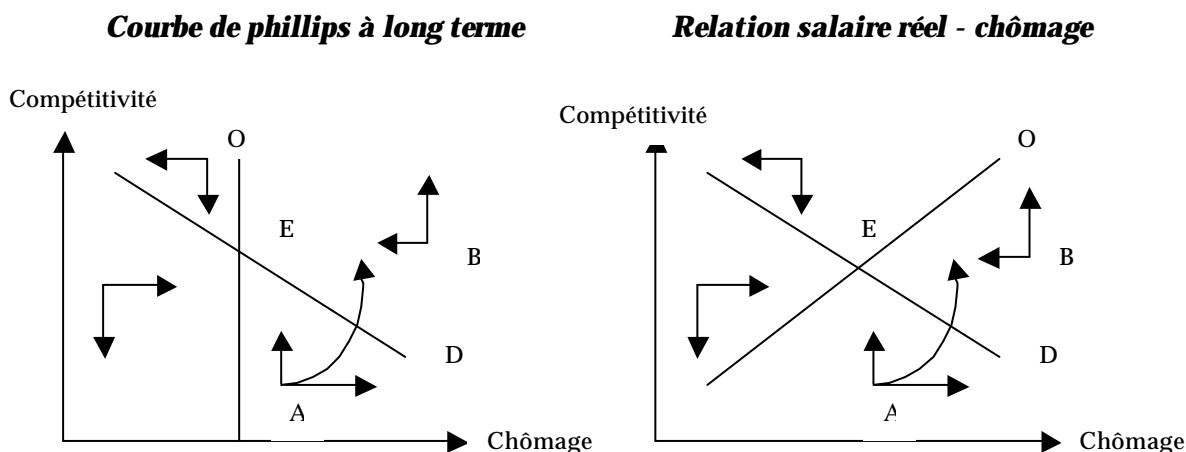 Courbe de phillips à long terme
Relation salaire réel - chômage
Compétitivité
O
E
B
D
A
Chômage
Compétitivité
O
E
B
D
A
Chômage